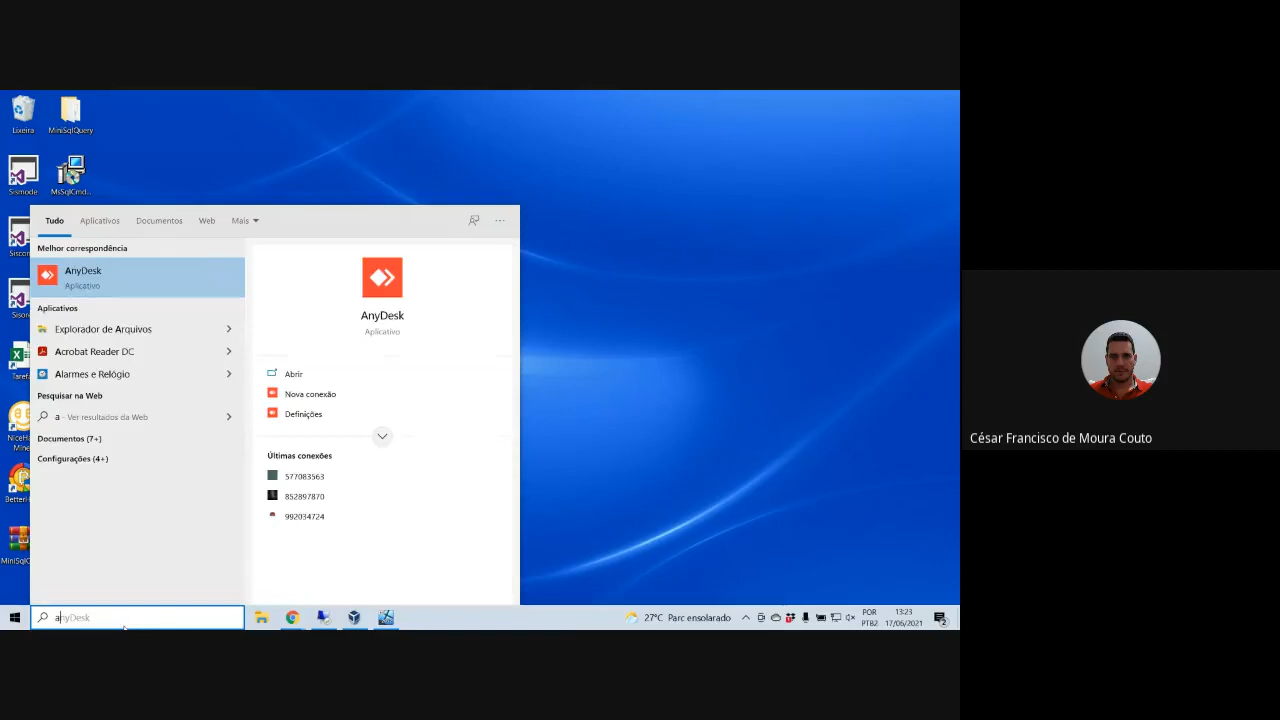 Lixeira
MiniSqlQuery
Sismode
MsSqlCmd...
Tudo
Aplicativos
Documentos
Web
Mais
Melhor correspondência
AnyDesk
Aplicativo
Aplicativos
Explorador de Arquivos
Acrobat Reader DC
Alarmes e Relógio
Pesquisar na Web
a - Ver resultados da Web
Documentos (7+)
Configurações (4+)
AnyDesk
Aplicativo
Abrir
Nova conexão
Definições
Últimas conexões
577083563
852897870
992034724
anyDesk
27°C Parc ensolarado
POR
PTB2
13:23
17/06/2021
2
César Francisco de Moura Couto